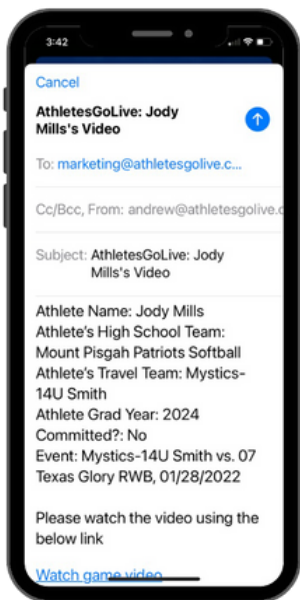 3:42
Cancel
AthletesGoLive: Jody
Mills's Video
To: marketing@athletesgolive.c...
Cc/Bcc, From: andrew@athletesgolive.c
Subject: AthletesGoLive: Jody
Mills's Video
Athlete Name: Jody Mills
Athlete's High School Team:
Mount Pisgah Patriots Softball
Athlete's Travel Team: Mystics-
14U Smith
Athlete Grad Year: 2024
Committed?: No
Event: Mystics-14U Smith vs. 07
Texas Glory RWB, 01/28/2022
Please watch the video using the
below link
Watch game video